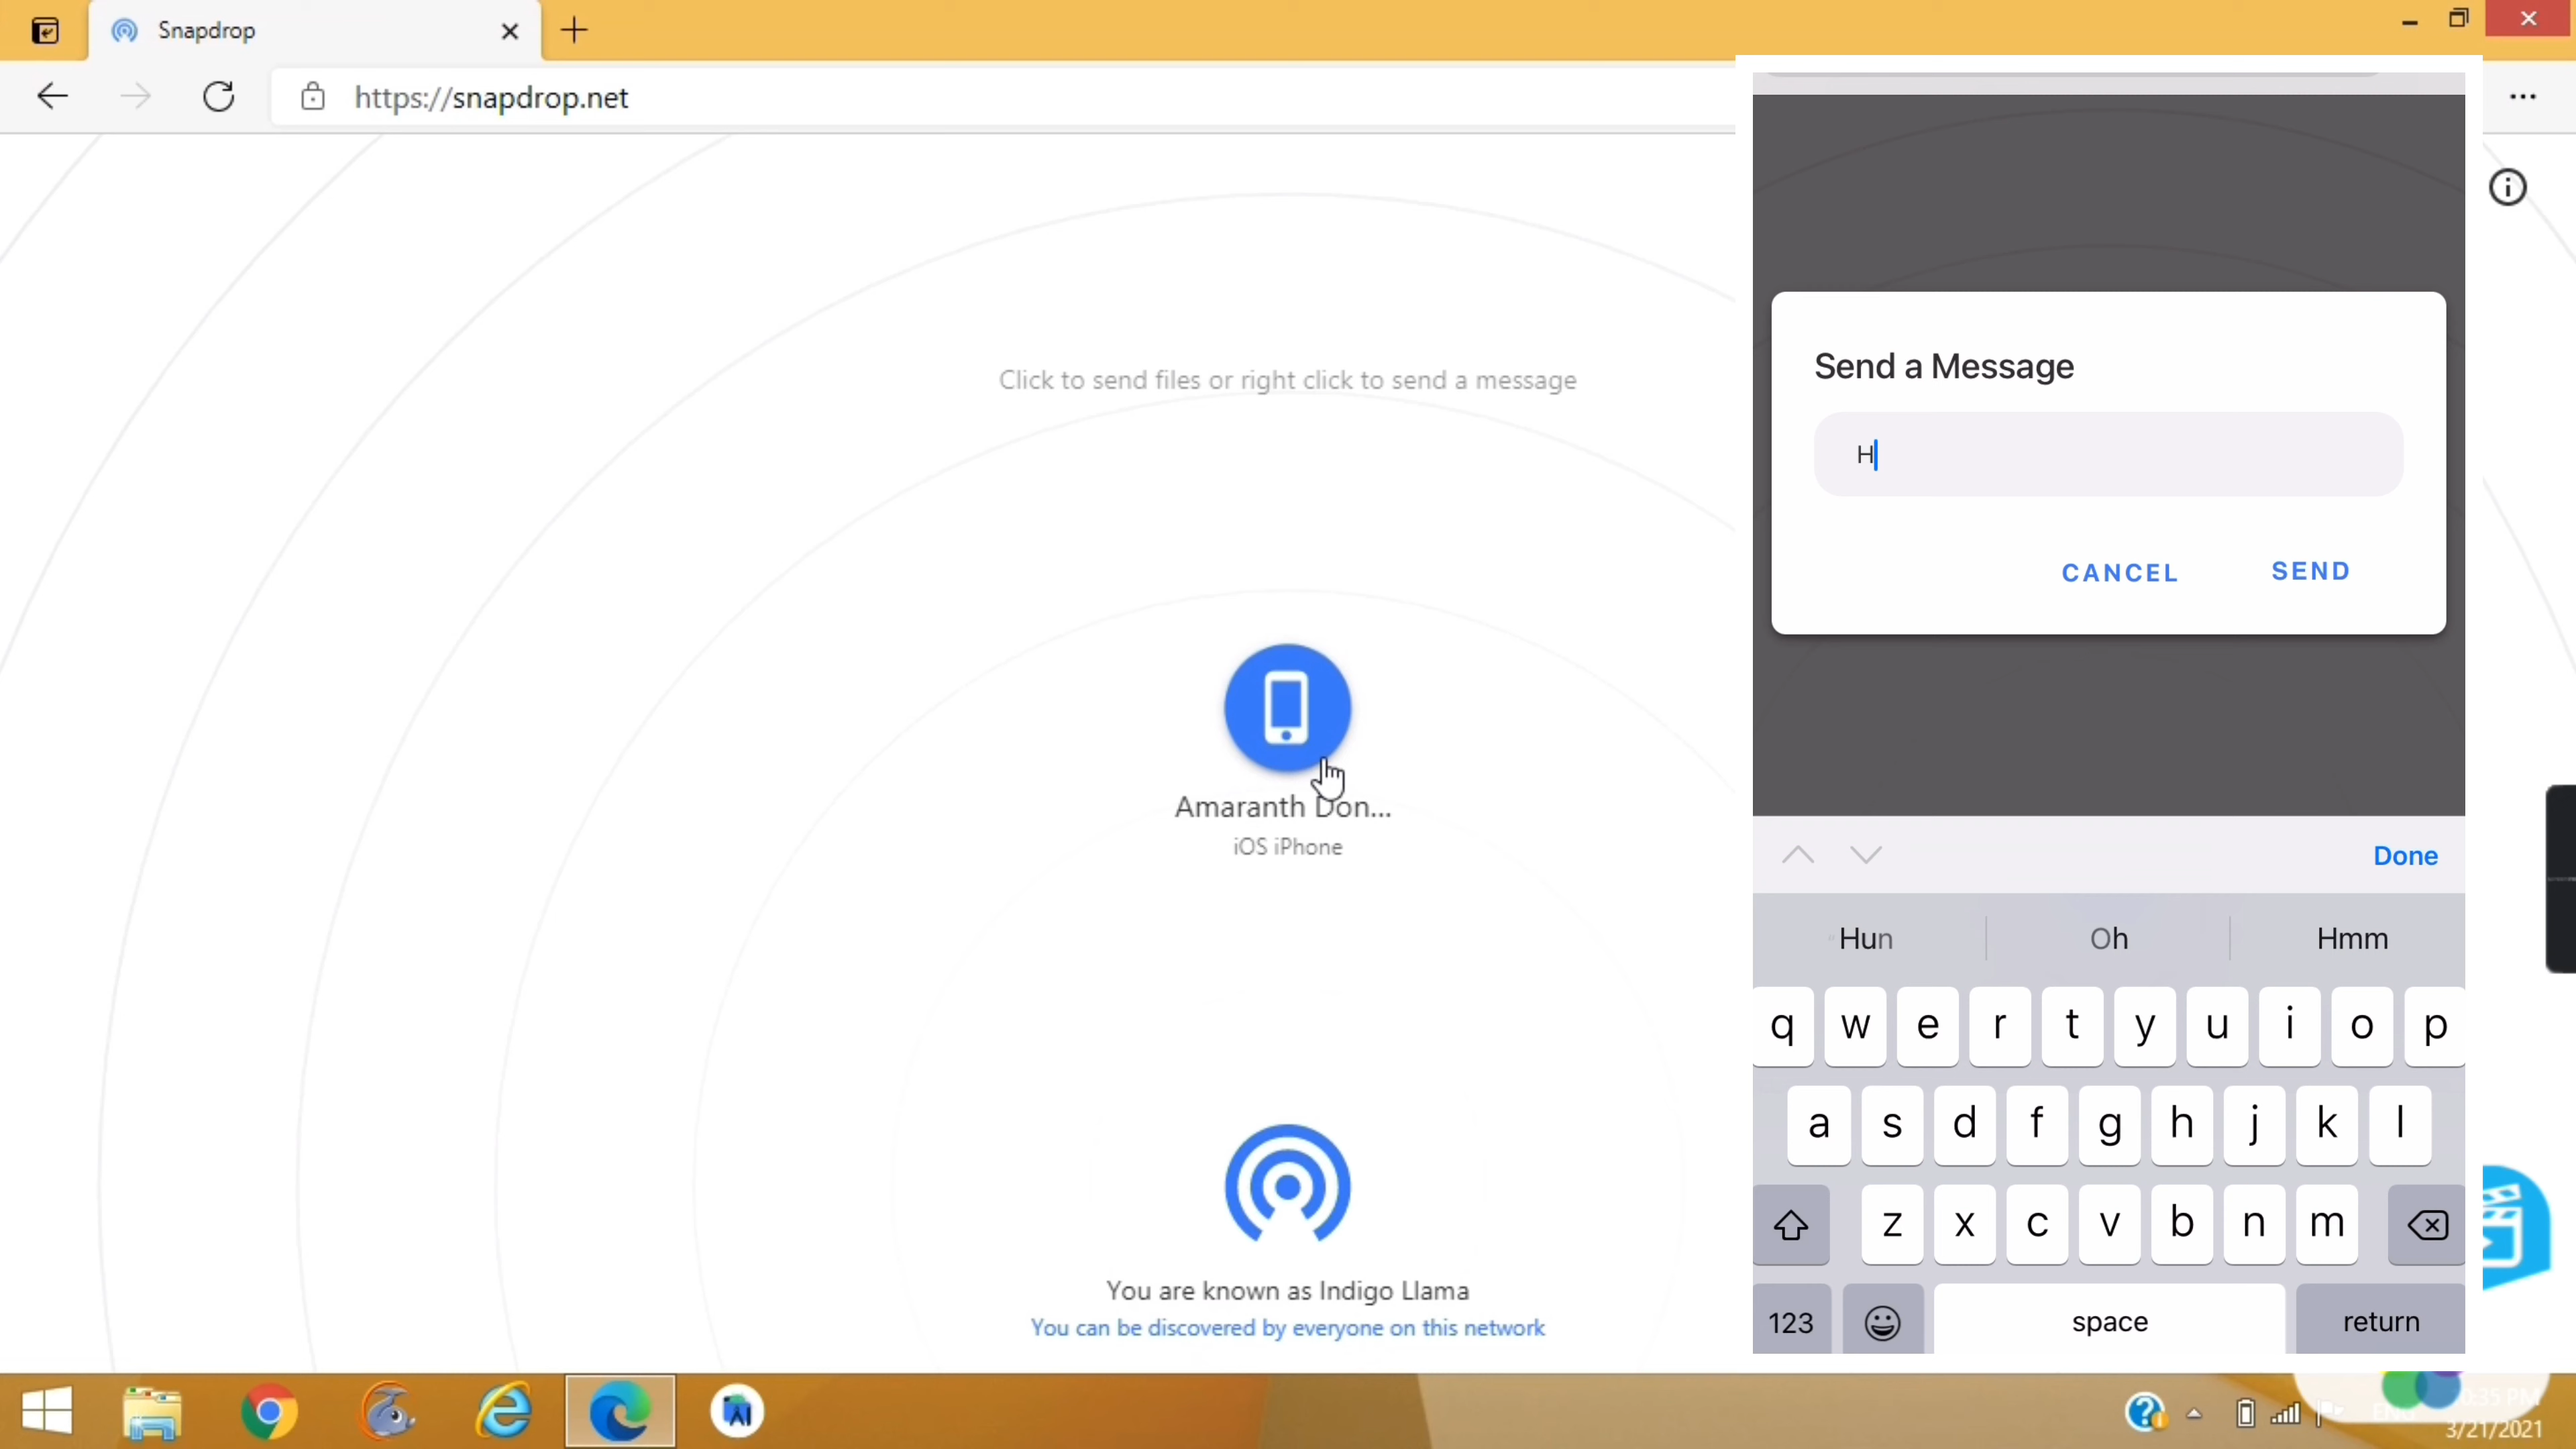 Snapdrop
https://snapdrop.net
Click to send files or right click to send a message
Amaranth Don...
iOS iPhone
You are known as Indigo Llama
You can be discovered by everyone on this network
Send a Message
H
CANCEL
SEND
Done
Hun
Oh
Hmm
q w e r t y u i o p
a s d f g h j k l
z x c v b n m
123
space
return
ENG
3/21/2021